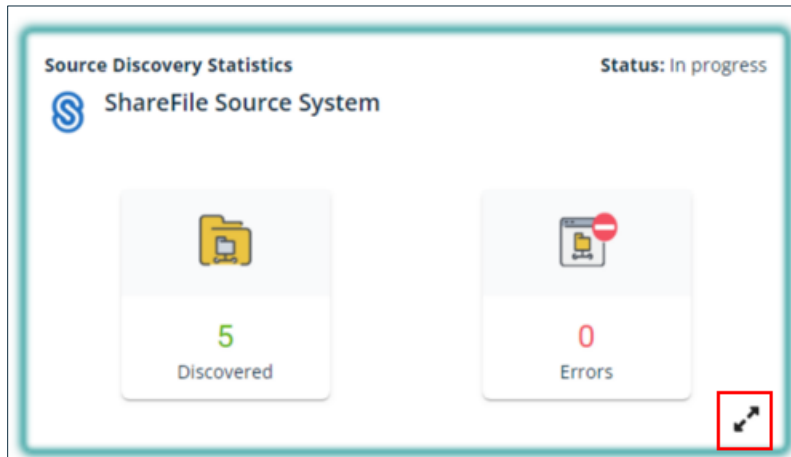 Source Discovery Statistics
Status: In progress
ShareFile Source System
5
Discovered
0
Errors